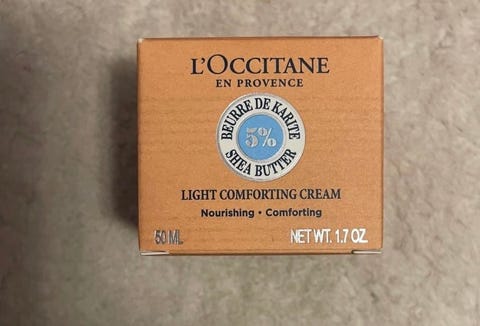 L'OCCITANE
EN PROVENCE
BEURRE DE KARITÉ
5%
SHEA BUTTER
LIGHT COMFORTING CREAM
Nourishing • Comforting
50 ML NET WT. 1.7 OZ.